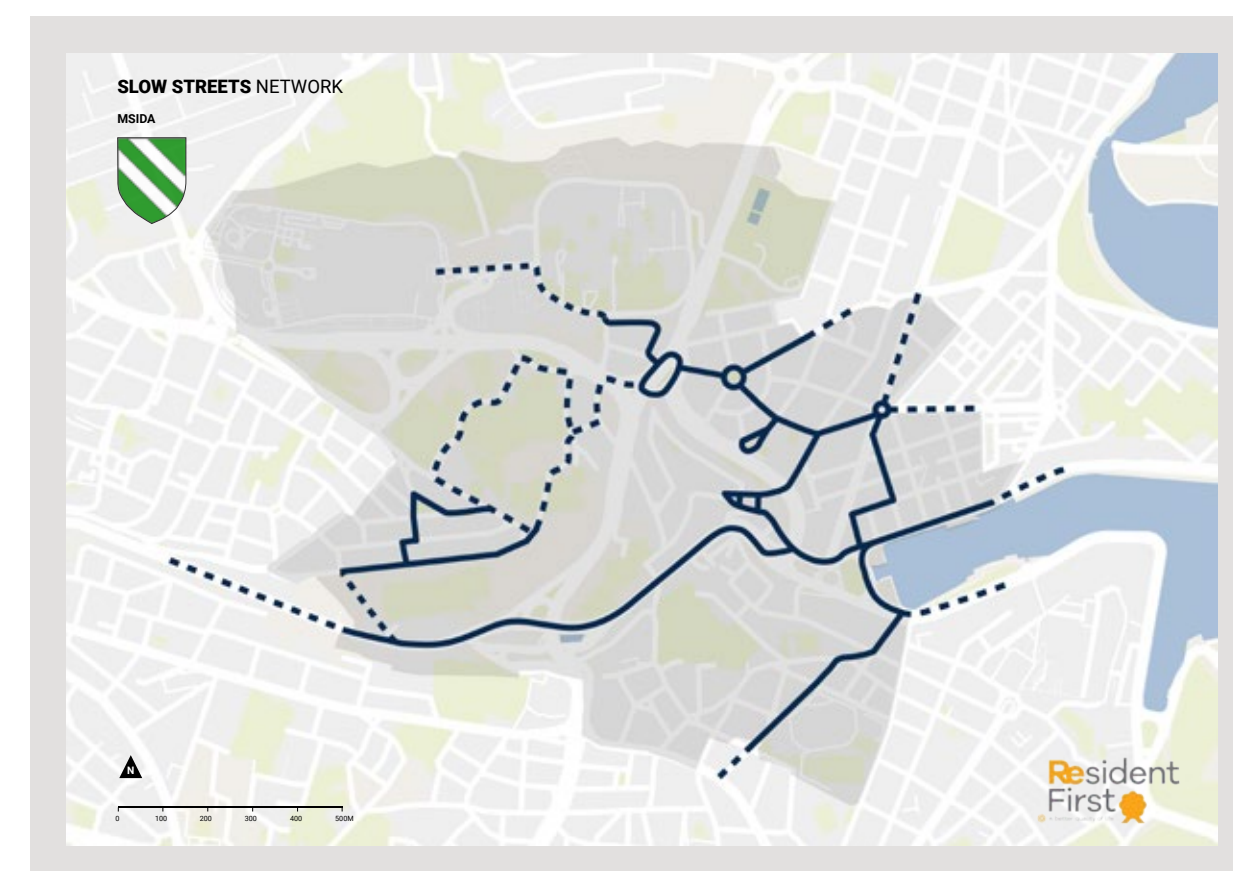 SLOW STREETS NETWORK
MSIDA
N
0 100 200 300 400 500M
Resident
First